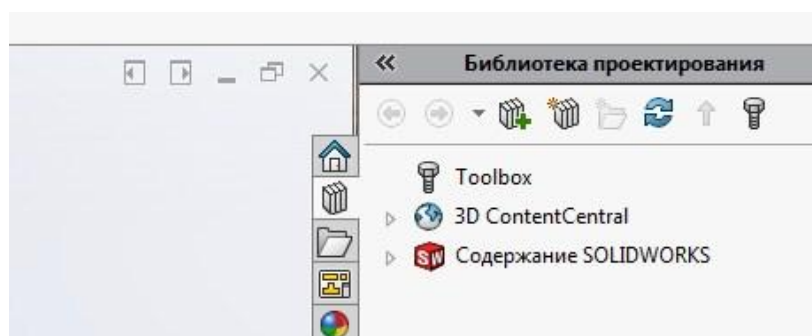 Библиотека проектирования
Toolbox
3D ContentCentral
SW Содержание SOLIDWORKS